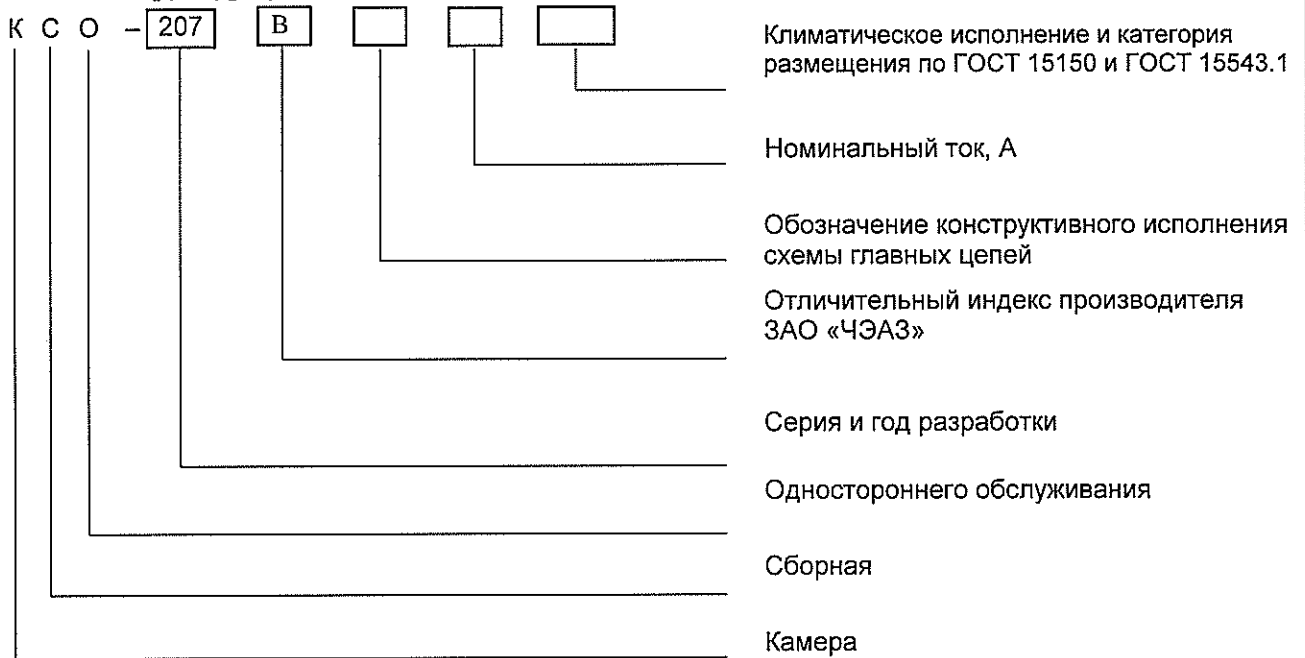 К С О – 207 В
Климатическое исполнение и категория
размещения по ГОСТ 15150 и ГОСТ 15543.1
Номинальный ток, А
Обозначение конструктивного исполнения
схемы главных цепей
Отличительный индекс производителя
ЗАО «ЧЭАЗ»
Серия и год разработки
Одностороннего обслуживания
Сборная
Камера